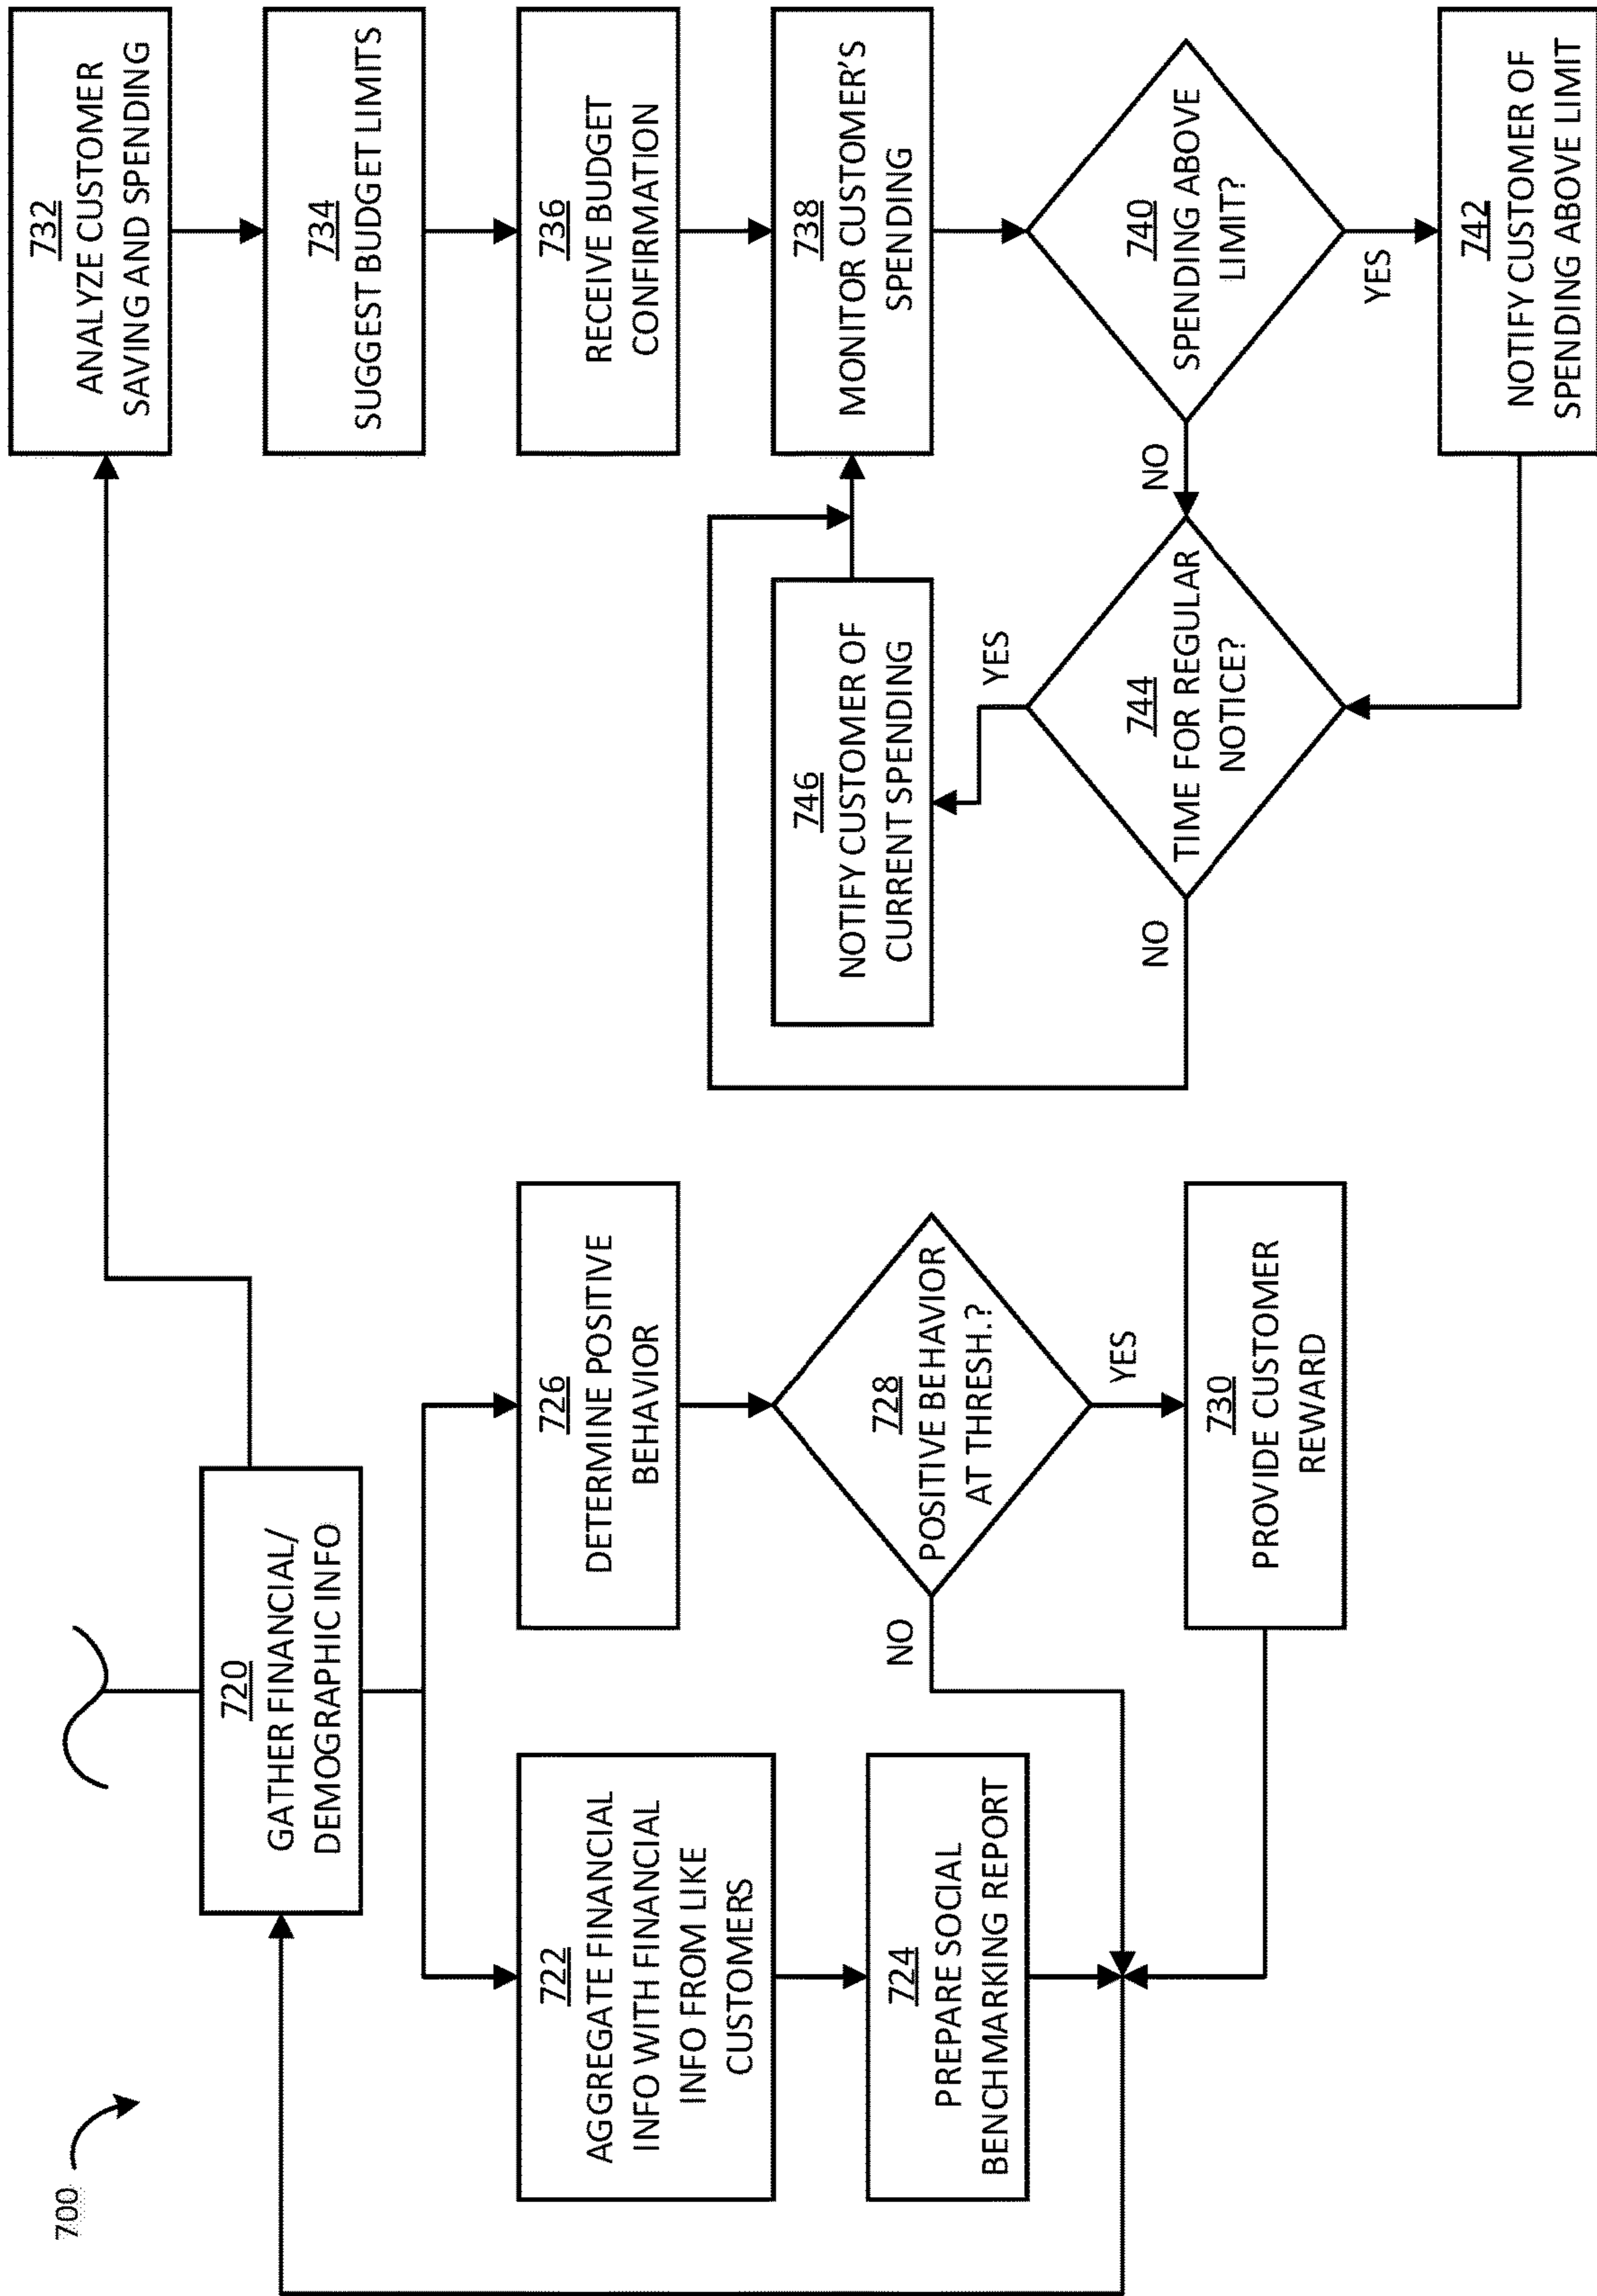 700
720
GATHER FINANCIAL/
DEMOGRAPHIC INFO
722
AGGREGATE FINANCIAL
INFO WITH FINANCIAL
INFO FROM LIKE
CUSTOMERS
724
PREPARE SOCIAL
BENCHMARKING REPORT
726
DETERMINE POSITIVE
BEHAVIOR
728
POSITIVE BEHAVIOR
AT THRESH.?
NO
YES
730
PROVIDE CUSTOMER
REWARD
732
ANALYZE CUSTOMER
SAVING AND SPENDING
734
SUGGEST BUDGET LIMITS
736
RECEIVE BUDGET
CONFIRMATION
738
MONITOR CUSTOMER'S
SPENDING
740
SPENDING ABOVE
LIMIT?
NO
YES
742
NOTIFY CUSTOMER OF
SPENDING ABOVE LIMIT
744
TIME FOR REGULAR
NOTICE?
YES
NO
746
NOTIFY CUSTOMER OF
CURRENT SPENDING